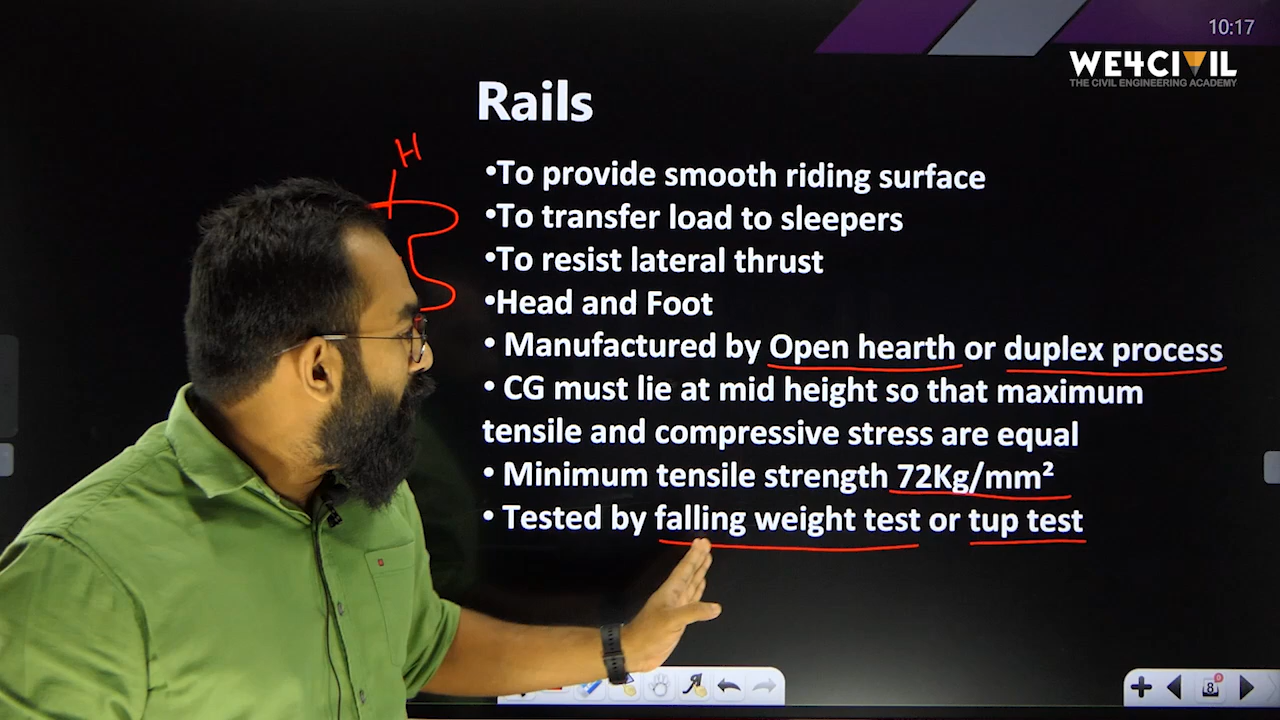 10:17
WE4CIVIL
THE CIVIL ENGINEERING ACADEMY
Rails
H
•To provide smooth riding surface
•To transfer load to sleepers
•To resist lateral thrust
•Head and Foot
• Manufactured by Open hearth or duplex process
• CG must lie at mid height so that maximum
tensile and compressive stress are equal
• Minimum tensile strength 72Kg/mm²
• Tested by falling weight test or tup test
8